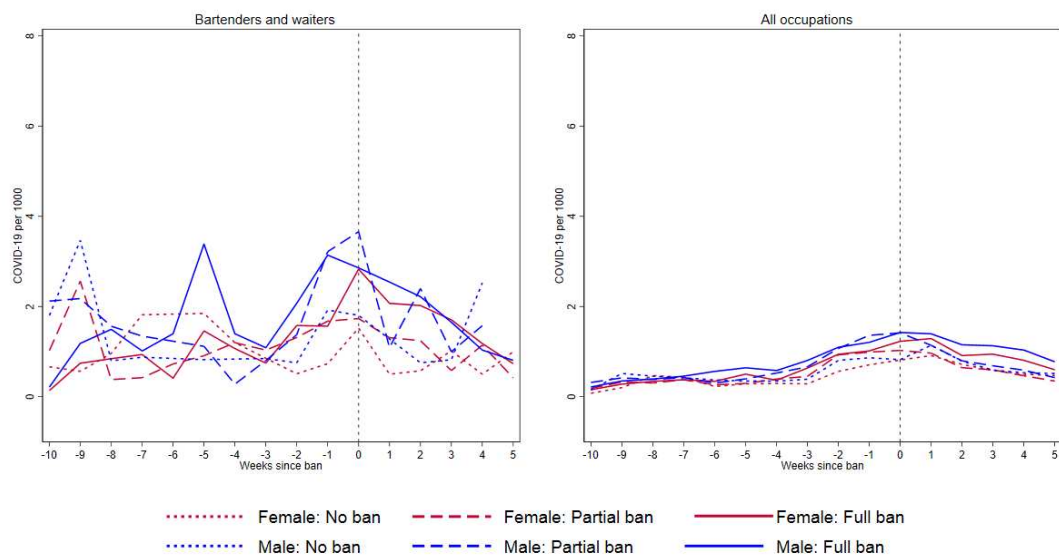 Bartenders and waiters
All occupations
COVID-19 per 1000
8
6
4
2
0
-10 -9 -8 -7 -6 -5 -4 -3 -2 -1 0 1 2 3 4 5
Weeks since ban
COVID-19 per 1000
8
6
4
2
0
-10 -9 -8 -7 -6 -5 -4 -3 -2 -1 0 1 2 3 4 5
Weeks since ban
Female: No ban Female: Partial ban Female: Full ban
Male: No ban Male: Partial ban Male: Full ban